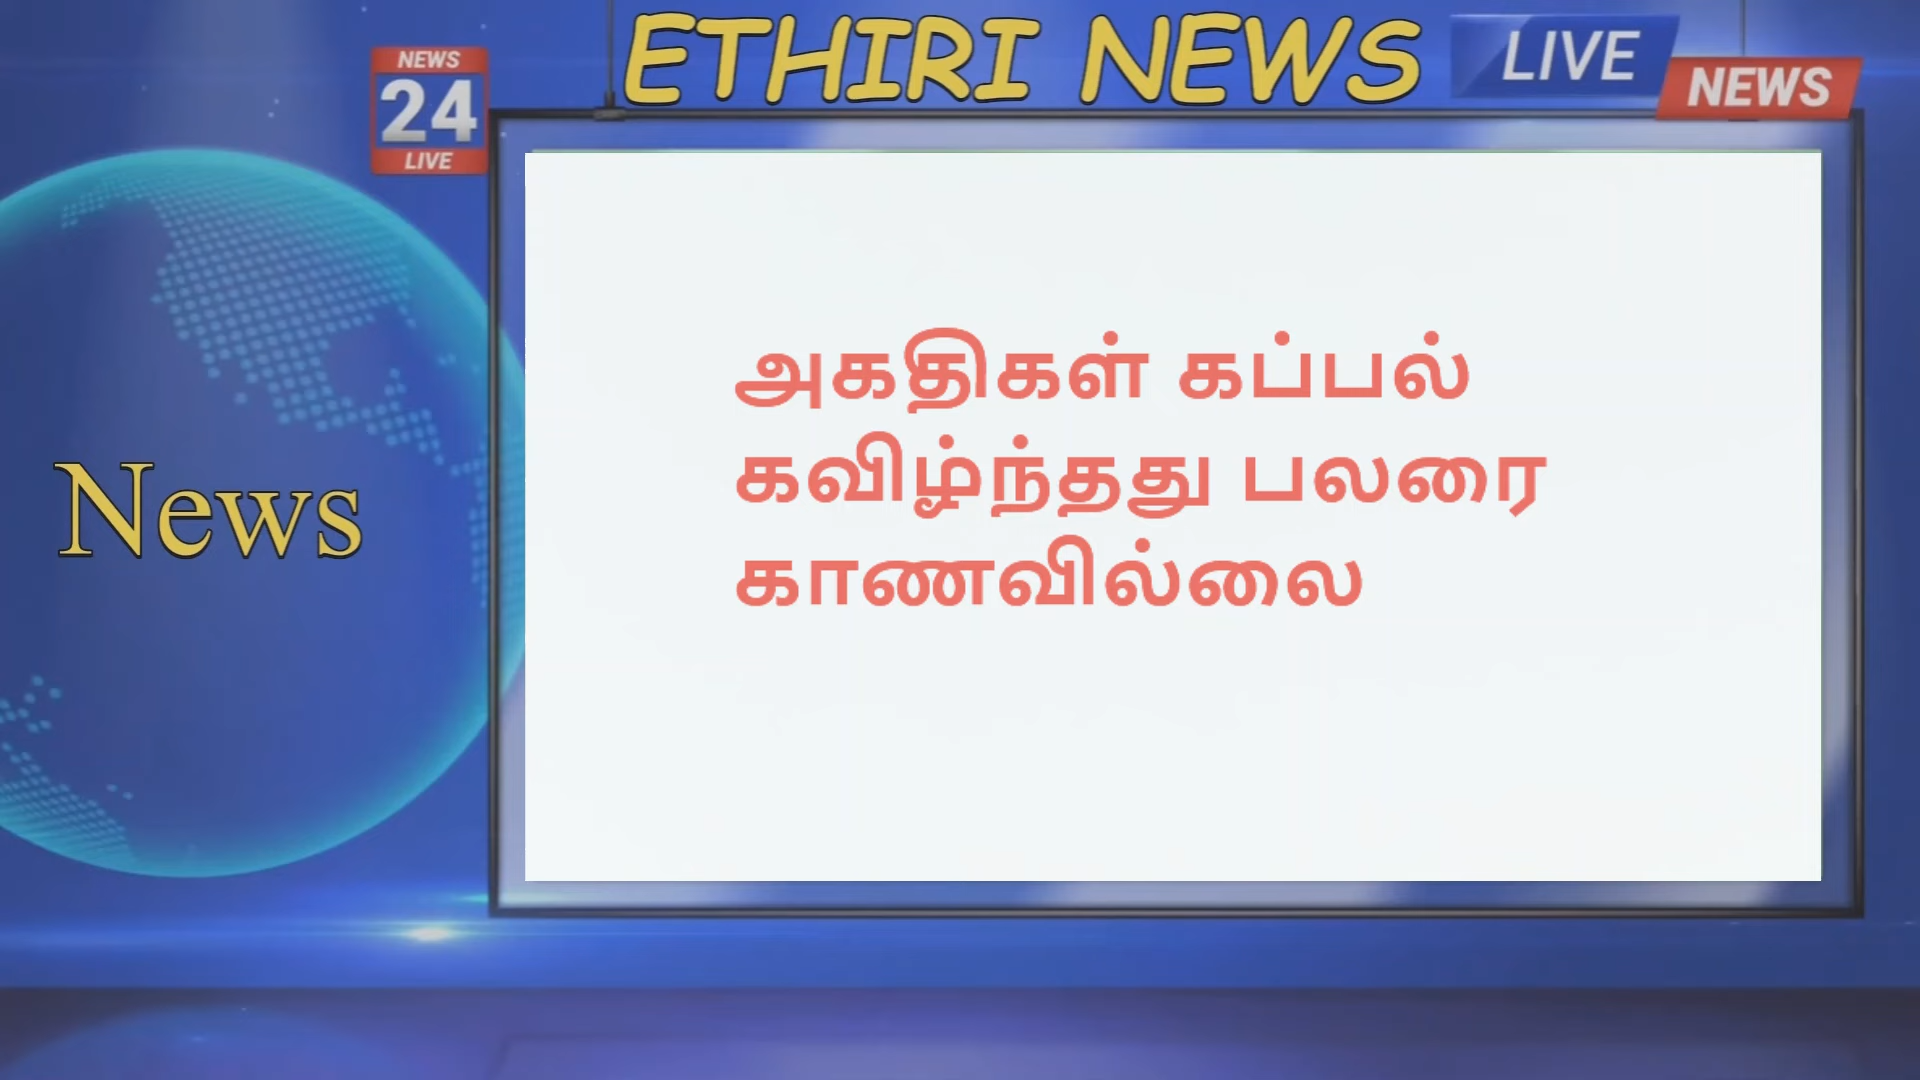 ETHIRI NEWS
LIVE
NEWS
NEWS
24
LIVE
News
அகதிகள் கப்பல்
கவிழ்ந்தது பலரை
காணவில்லை